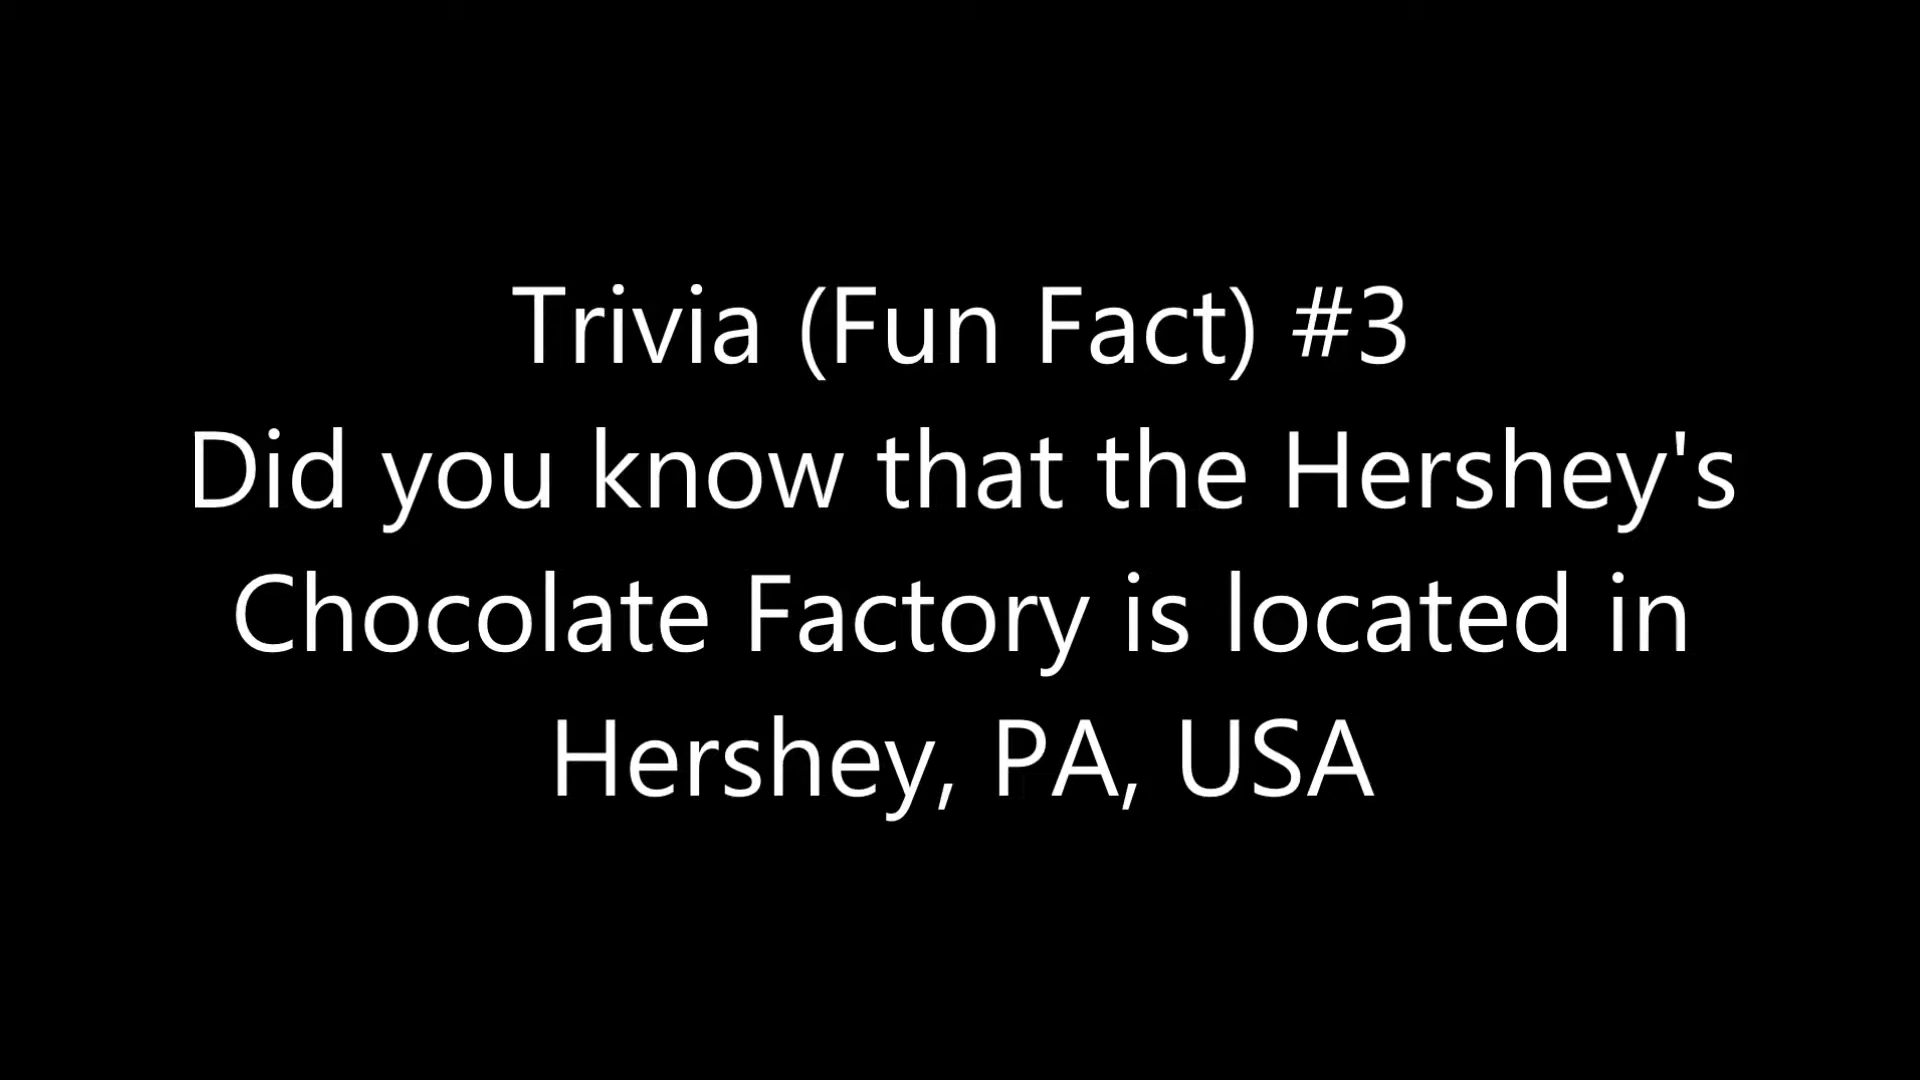 Trivia (Fun Fact) #3
Did you know that the Hershey's
Chocolate Factory is located in
Hershey, PA, USA